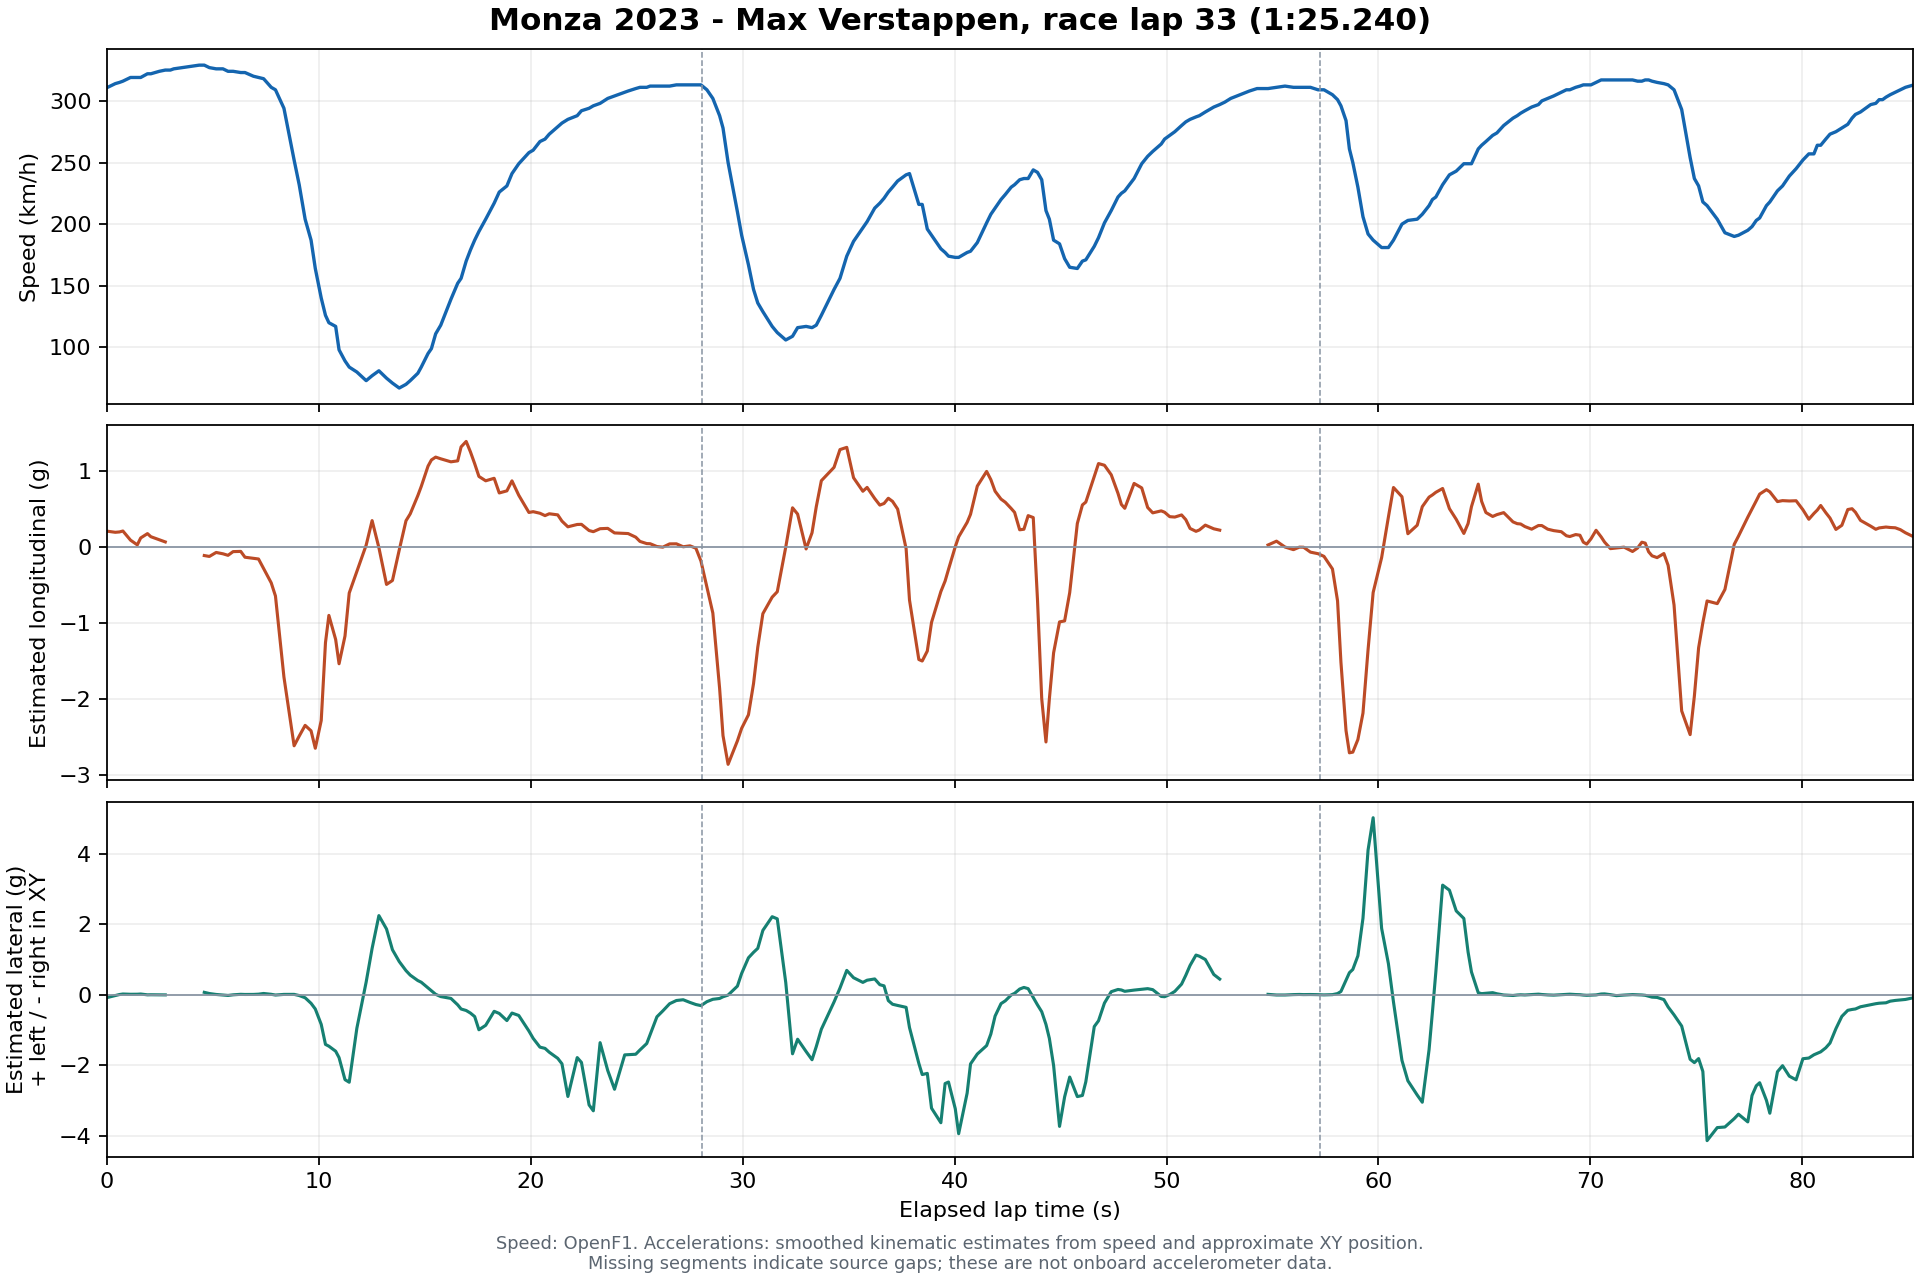 Monza 2023 - Max Verstappen, race lap 33 (1:25.240)
Speed (km/h)
300
250
200
150
100
Estimated longitudinal (g)
1
0
−1
−2
−3
Estimated lateral (g)
+ left / - right in XY
4
2
0
−2
−4
0 10 20 30 40 50 60 70 80
Elapsed lap time (s)
Speed: OpenF1. Accelerations: smoothed kinematic estimates from speed and approximate XY position.
Missing segments indicate source gaps; these are not onboard accelerometer data.